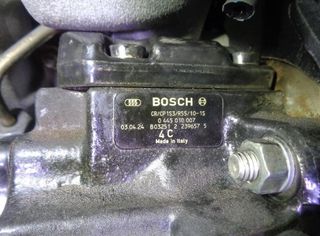 BOSCH
CR/CP1S3/R55/10-1S
0 445 010 007
03.04.24 B03251 2 239657 5
4 C
Made in Italy